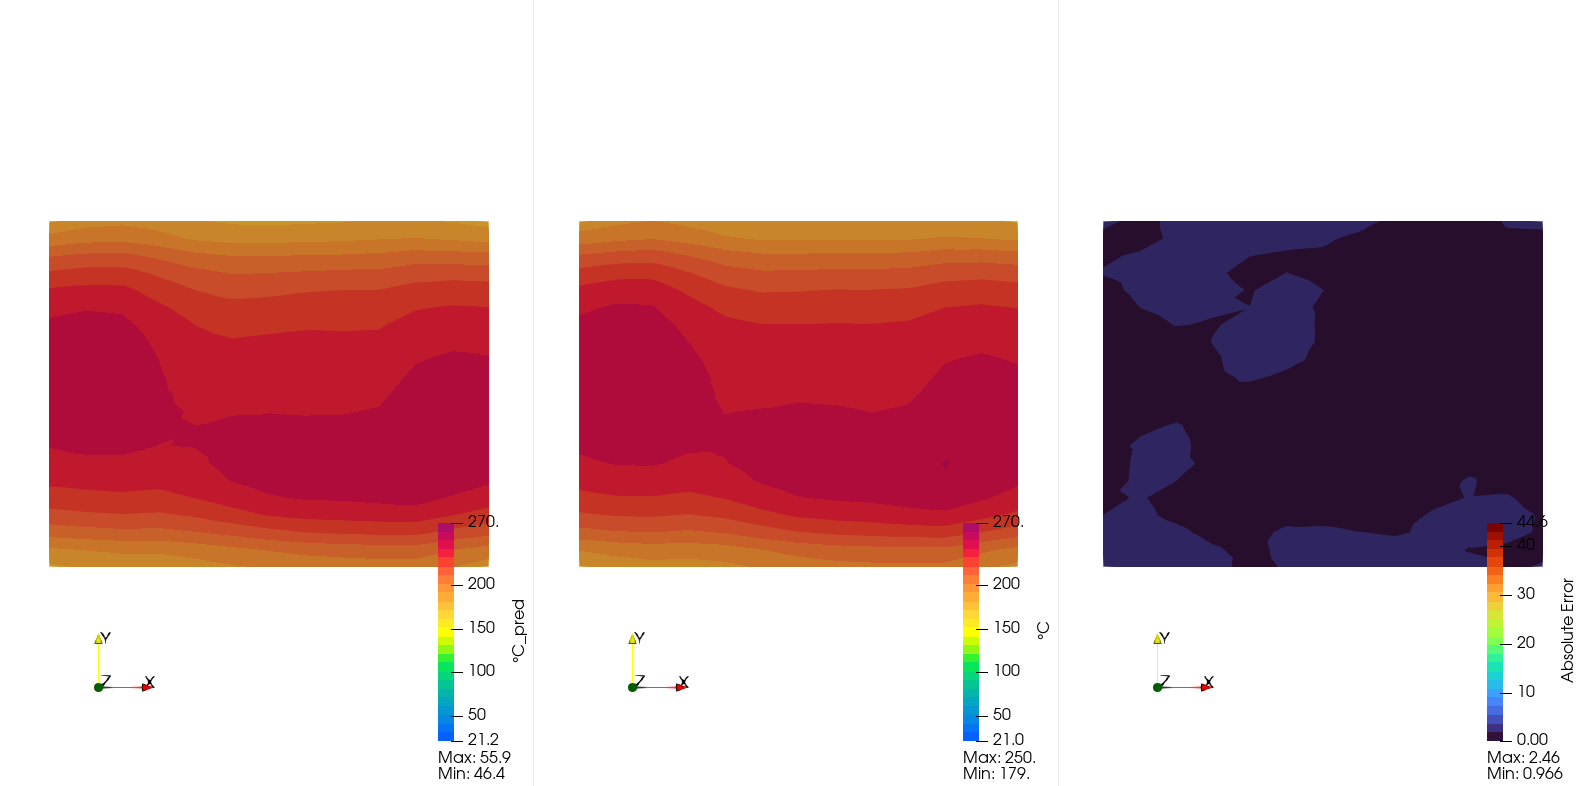 270.
200
150
100
50
21.2
°C_pred
Max: 55.9
Min: 46.4
Y
Z
X
270.
200
150
100
50
21.0
°C
Max: 250.
Min: 179.
Y
Z
X
44.6
40
30
20
10
0.00
Absolute Error
Max: 2.46
Min: 0.966
Y
Z
X